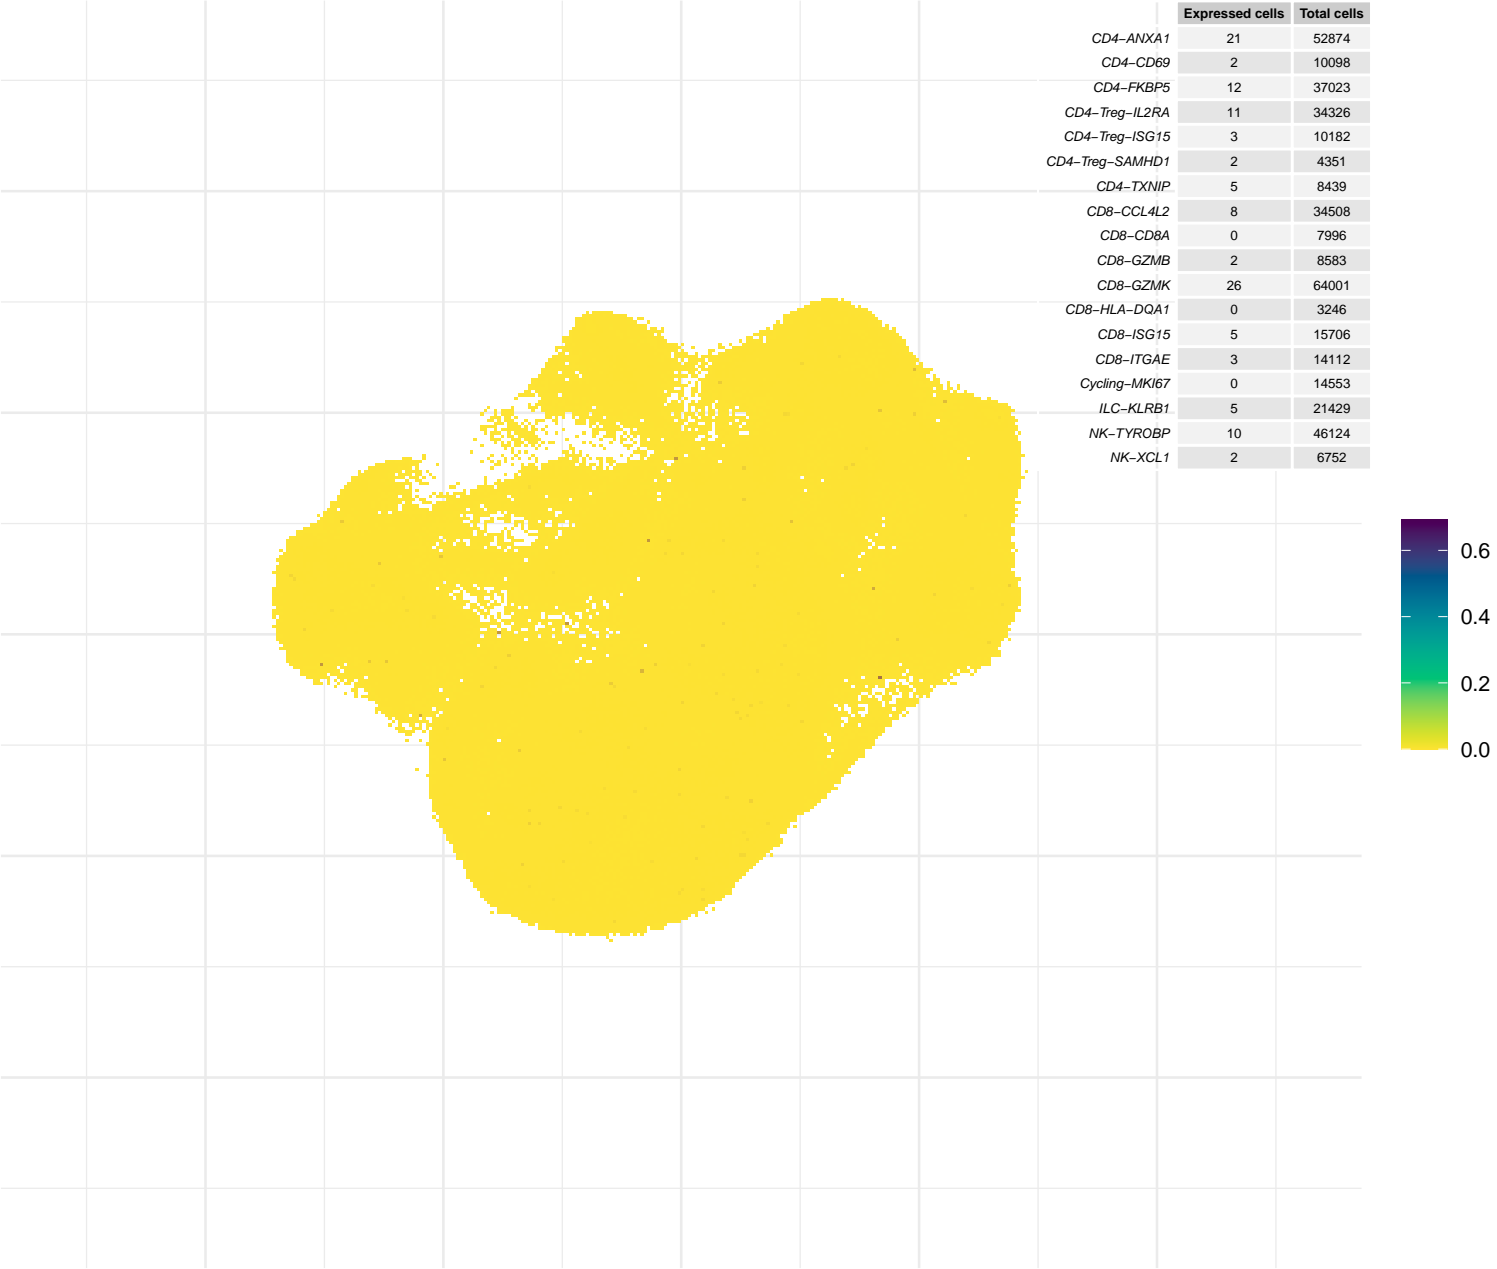 Expressed cells Total cells
CD4−ANXA1 21 52874
CD4−CD69 2 10098
CD4−FKBP5 12 37023
CD4−Treg−IL2RA 11 34326
CD4−Treg−ISG15 3 10182
CD4−Treg−SAMHD1 2 4351
CD4−TXNIP 5 8439
CD8−CCL4L2 8 34508
CD8−CD8A 0 7996
CD8−GZMB 2 8583
CD8−GZMK 26 64001
CD8−HLA−DQA1 0 3246
CD8−ISG15 5 15706
CD8−ITGAE 3 14112
Cycling−MKI67 0 14553
ILC−KLRB1 5 21429
NK−TYROBP 10 46124
NK−XCL1 2 6752
0.6
0.4
0.2
0.0